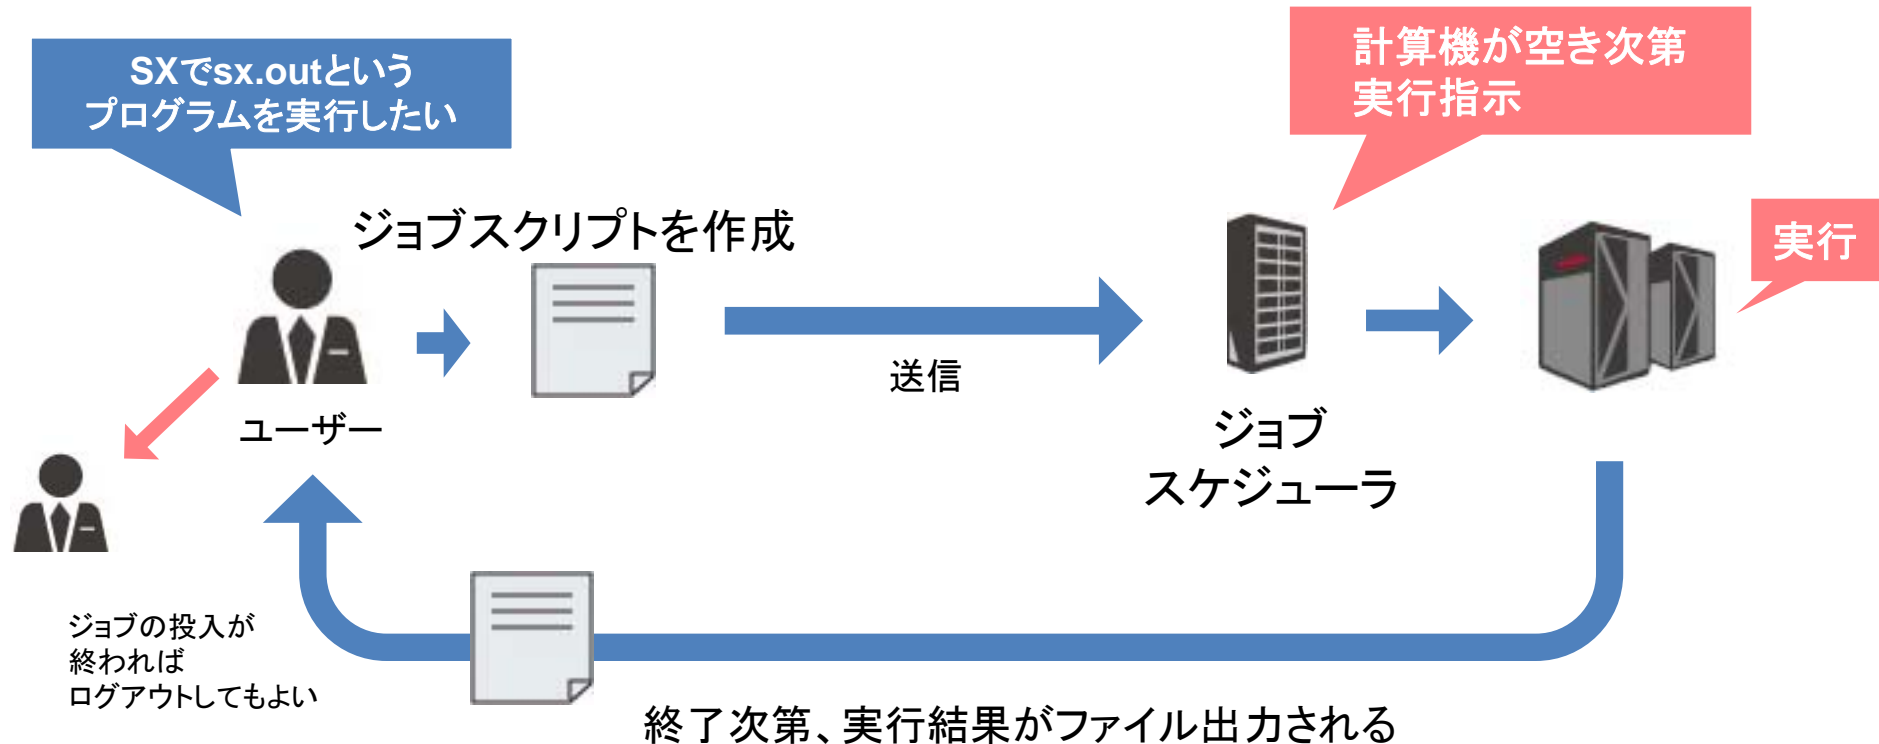 SXでsx.outという
プログラムを実行したい
計算機が空き次第
実行指示
ジョブスクリプトを作成
実行
送信
ユーザー
ジョブ
スケジューラ
ジョブの投入が
終われば
ログアウトしてもよい
終了次第、実行結果がファイル出力される